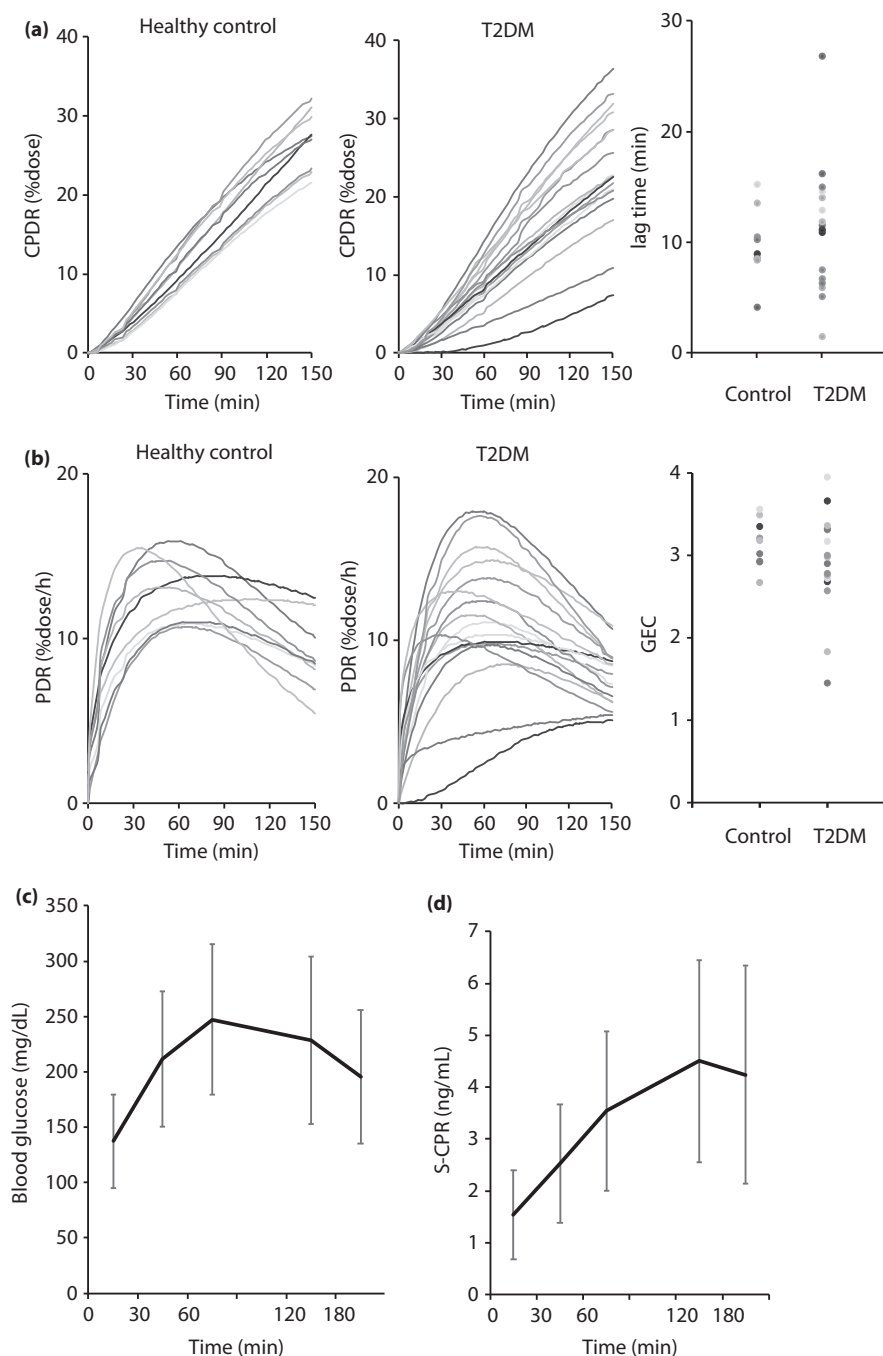 (a)
Healthy control
CPDR (%dose)
40
30
20
10
0
0 30 60 90 120 150
Time (min)
T2DM
CPDR (%dose)
40
30
20
10
0
0 30 60 90 120 150
Time (min)
lag time (min)
30
20
10
0
Control T2DM
(b)
Healthy control
PDR (%dose/h)
20
10
0
0 30 60 90 120 150
Time (min)
T2DM
PDR (%dose/h)
20
10
0
0 30 60 90 120 150
Time (min)
GEC
4
3
2
1
0
Control T2DM
(c)
Blood glucose (mg/dL)
350
300
250
200
150
100
50
0
0 30 60 120 180
Time (min)
(d)
S-CPR (ng/mL)
7
6
5
4
3
2
1
0
0 30 60 120 180
Time (min)